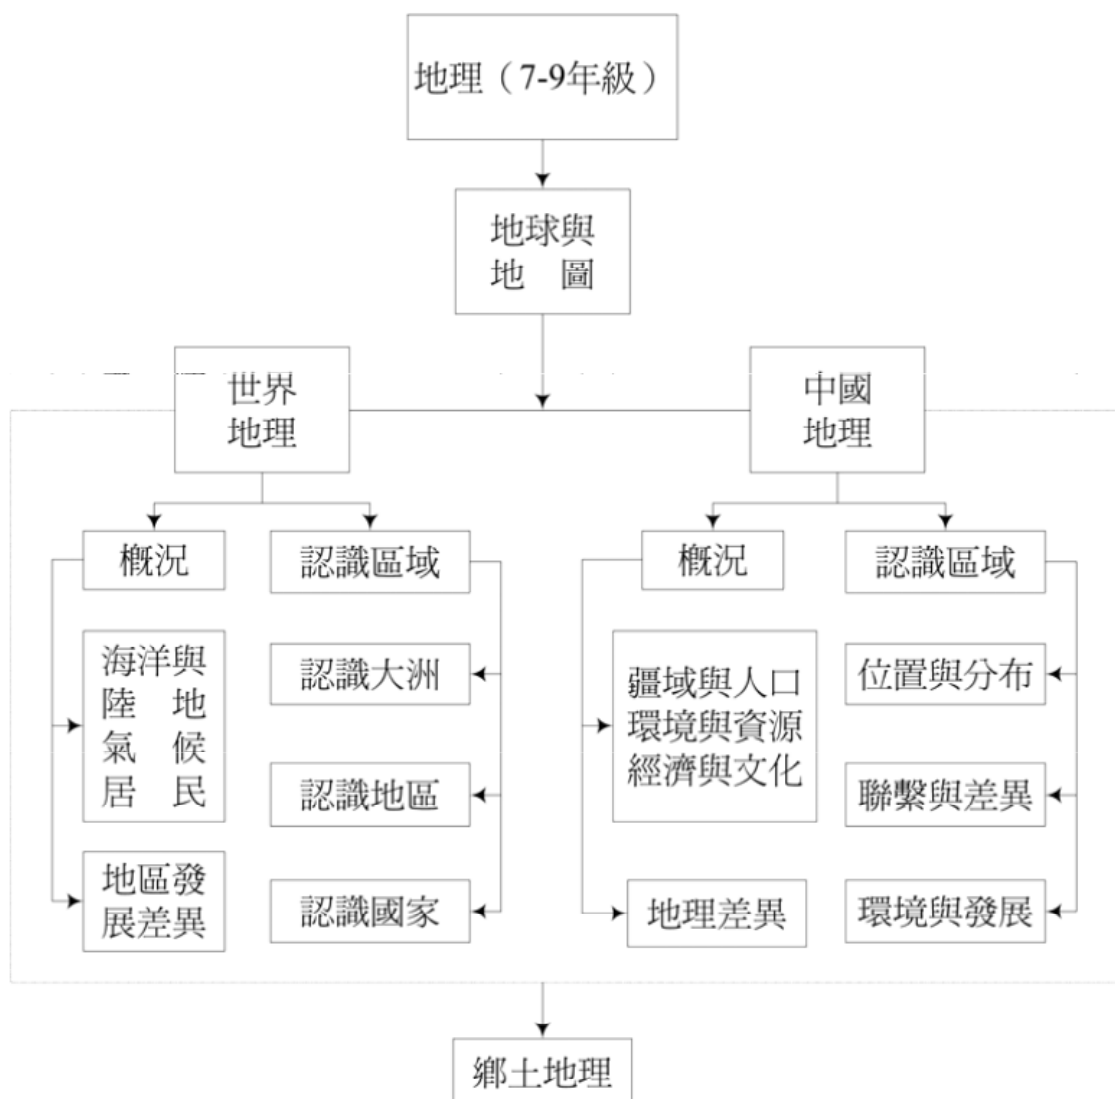 地理（7-9年級）
地球與
地　圖
世界
地理
中國
地理
概況
認識區域
海洋與
陸　地
氣　候
居　民
地區發
展差異
認識大洲
認識地區
認識國家
概況
認識區域
疆域與人口
環境與資源
經濟與文化
地理差異
位置與分布
聯繫與差異
環境與發展
鄉土地理